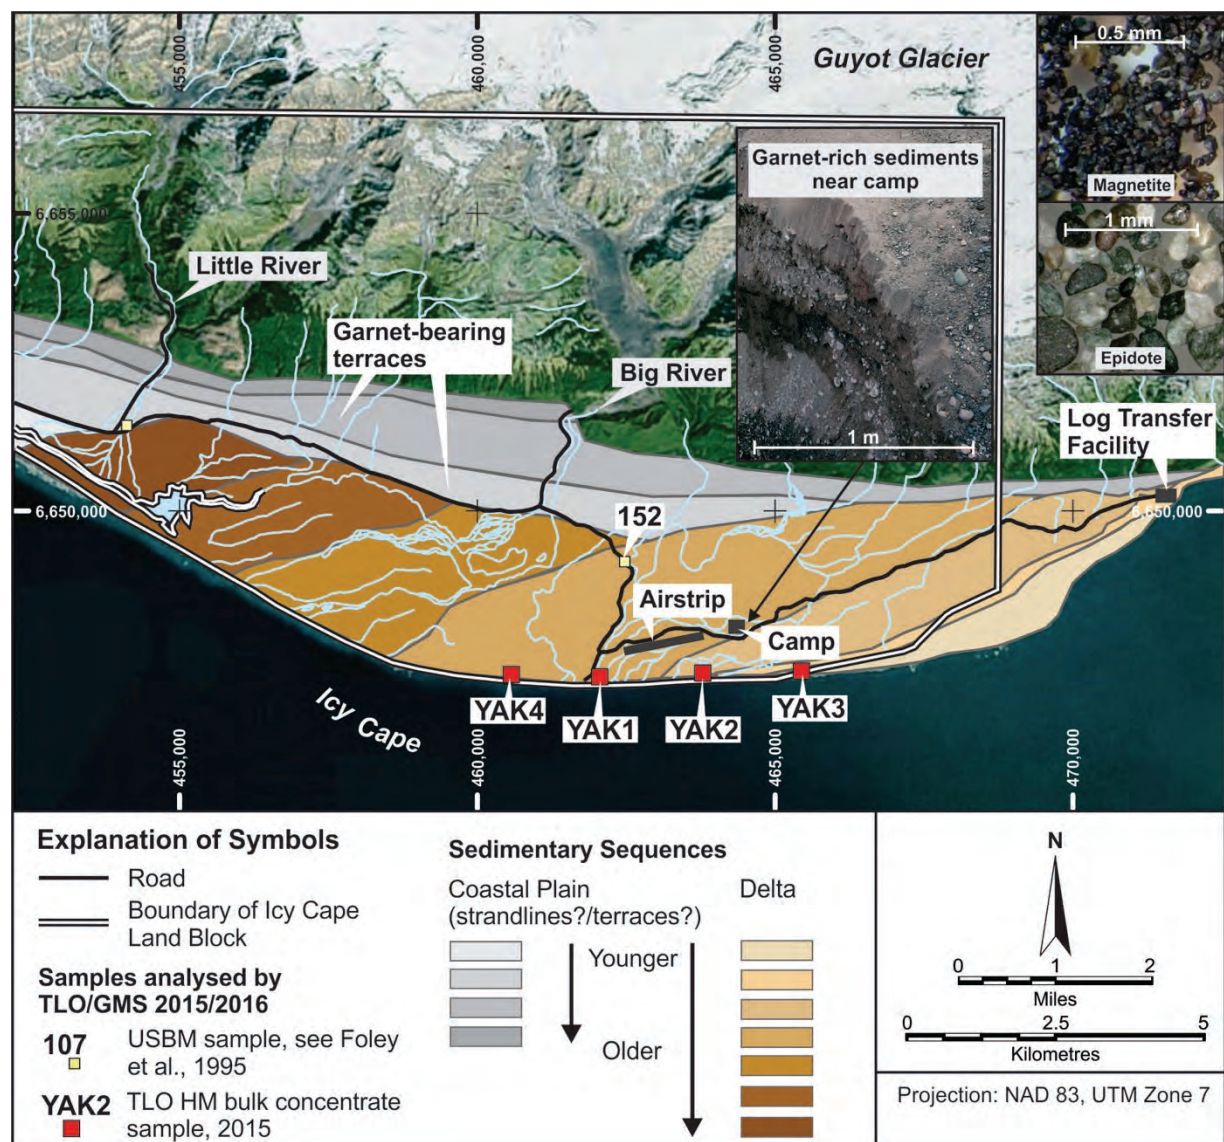 455,000
460,000
465,000
Guyot Glacier
0.5 mm
Magnetite
1 mm
Epidote
Garnet-rich sediments
near camp
1 m
6,655,000
Little River
Garnet-bearing
terraces
Big River
Log Transfer
Facility
6,650,000
6,650,000
152
Airstrip
Camp
YAK4
YAK1
YAK2
YAK3
Icy Cape
455,000
460,000
465,000
470,000
Explanation of Symbols
Road
Boundary of Icy Cape
Land Block
Samples analysed by
TLO/GMS 2015/2016
107
USBM sample, see Foley
et al., 1995
YAK2
TLO HM bulk concentrate
sample, 2015
Sedimentary Sequences
Coastal Plain
(strandlines?/terraces?)
Delta
Younger
Older
N
0 1 2
Miles
0 2.5 5
Kilometres
Projection: NAD 83, UTM Zone 7